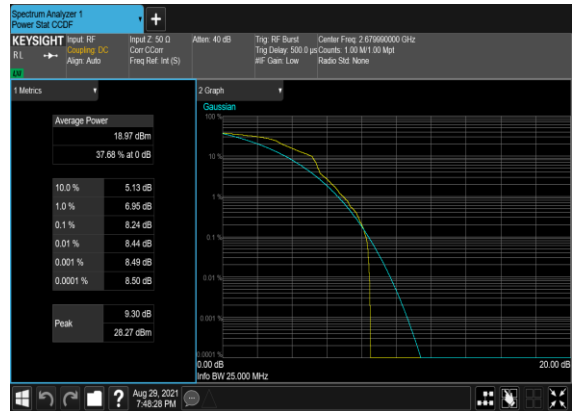 Spectrum Analyzer 1
Power Stat CCDF
KEYSIGHT Input: RF Input Z: 50 Ω Atten: 40 dB Trig: RF Burst Center Freq: 2.679990000 GHz
R L Coupling: DC Corr CCorr Trig Delay: 500.0 µs Counts: 1.00 M/1.00 Mpt
Align: Auto Freq Ref: Int (S) #IF Gain: Low Radio Std: None
1 Metrics
2 Graph
Average Power
18.97 dBm
37.68 % at 0 dB
10.0 % 5.13 dB
1.0 % 6.95 dB
0.1 % 8.24 dB
0.01 % 8.44 dB
0.001 % 8.49 dB
0.0001 % 8.50 dB
Peak 9.30 dB
28.27 dBm
Gaussian
100 %
10 %
1 %
0.1 %
0.01 %
0.001 %
0.0001 %
0.00 dB 20.00 dB
Info BW 25.000 MHz
Aug 29, 2021
7:48:28 PM